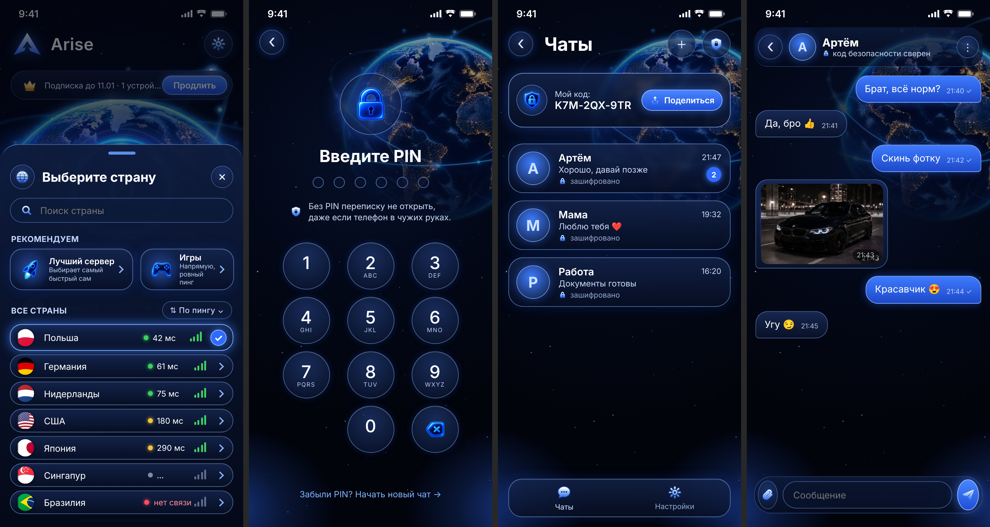 9:41
Arise
Подписка до 11.01 · 1 устрой...
Продлить
Выберите страну
Поиск страны
РЕКОМЕНДУЕМ
Лучший сервер
Выбирает самый
быстрый сам
Игры
Напрямую,
ровный
пинг
ВСЕ СТРАНЫ
⇅ По пингу
Польша 42 мс
Германия 61 мс
Нидерланды 75 мс
США 180 мс
Япония 290 мс
Сингапур ...
Бразилия нет связи
9:41
Введите PIN
Без PIN переписку не открыть,
даже если телефон в чужих руках.
1
2 ABC
3 DEF
4 GHI
5 JKL
6 MNO
7 PQRS
8 TUV
9 WXYZ
0
Забыли PIN? Начать новый чат →
9:41
Чаты
Мой код:
K7M-2QX-9TR
Поделиться
А
Артём 21:47
Хорошо, давай позже 2
зашифровано
М
Мама 19:32
Люблю тебя ❤️
зашифровано
Р
Работа 16:20
Документы готовы
зашифровано
Чаты
Настройки
9:41
А
Артём
код безопасности сверен
Брат, всё норм? 21:40 ✓
Да, бро 👍 21:41
Скинь фотку 21:42 ✓
21:43
Красавчик 😍 21:44 ✓
Угу 😏 21:45
Сообщение